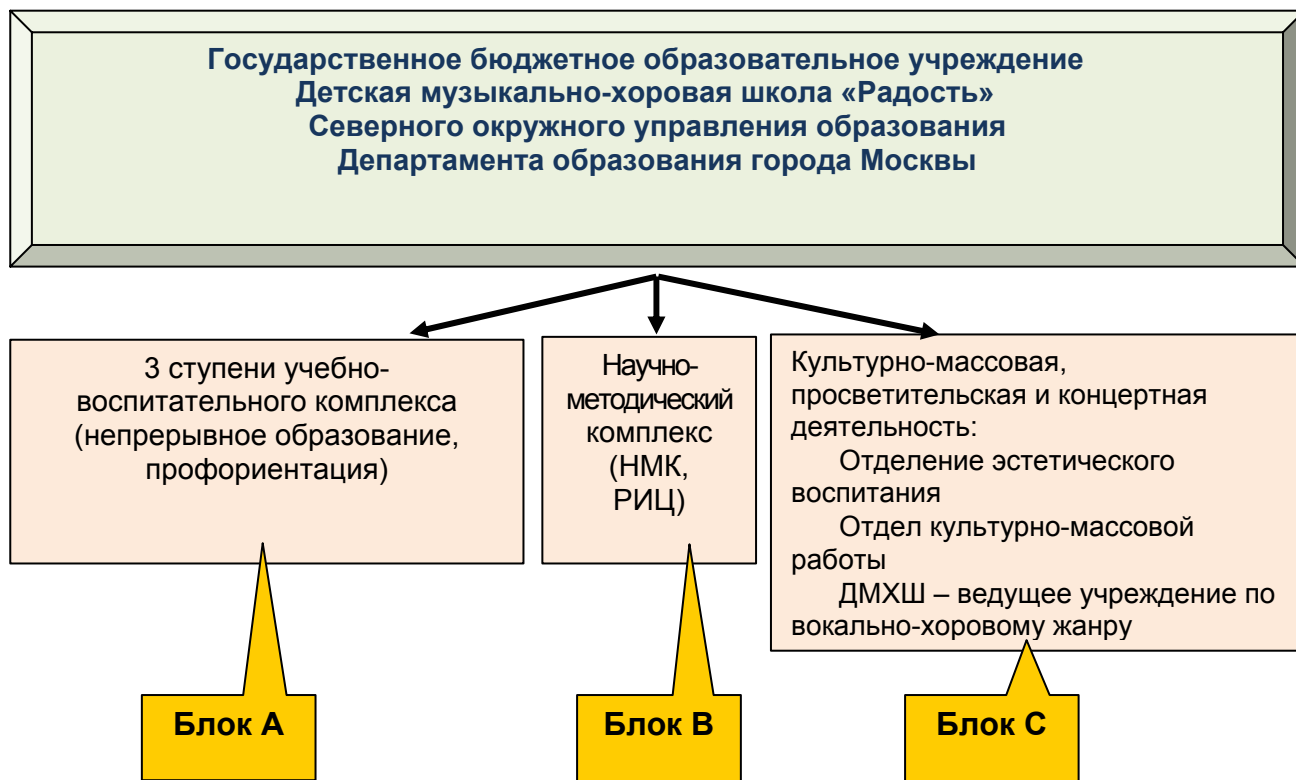 Государственное бюджетное образовательное учреждение
Детская музыкально-хоровая школа «Радость»
Северного окружного управления образования
Департамента образования города Москвы
3 ступени учебно-
воспитательного комплекса
(непрерывное образование,
профориентация)
Научно-
методический
комплекс
(НМК,
РИЦ)
Культурно-массовая,
просветительская и концертная
деятельность:
Отделение эстетического
воспитания
Отдел культурно-массовой
работы
ДМХШ – ведущее учреждение по
вокально-хоровому жанру
Блок А
Блок В
Блок С